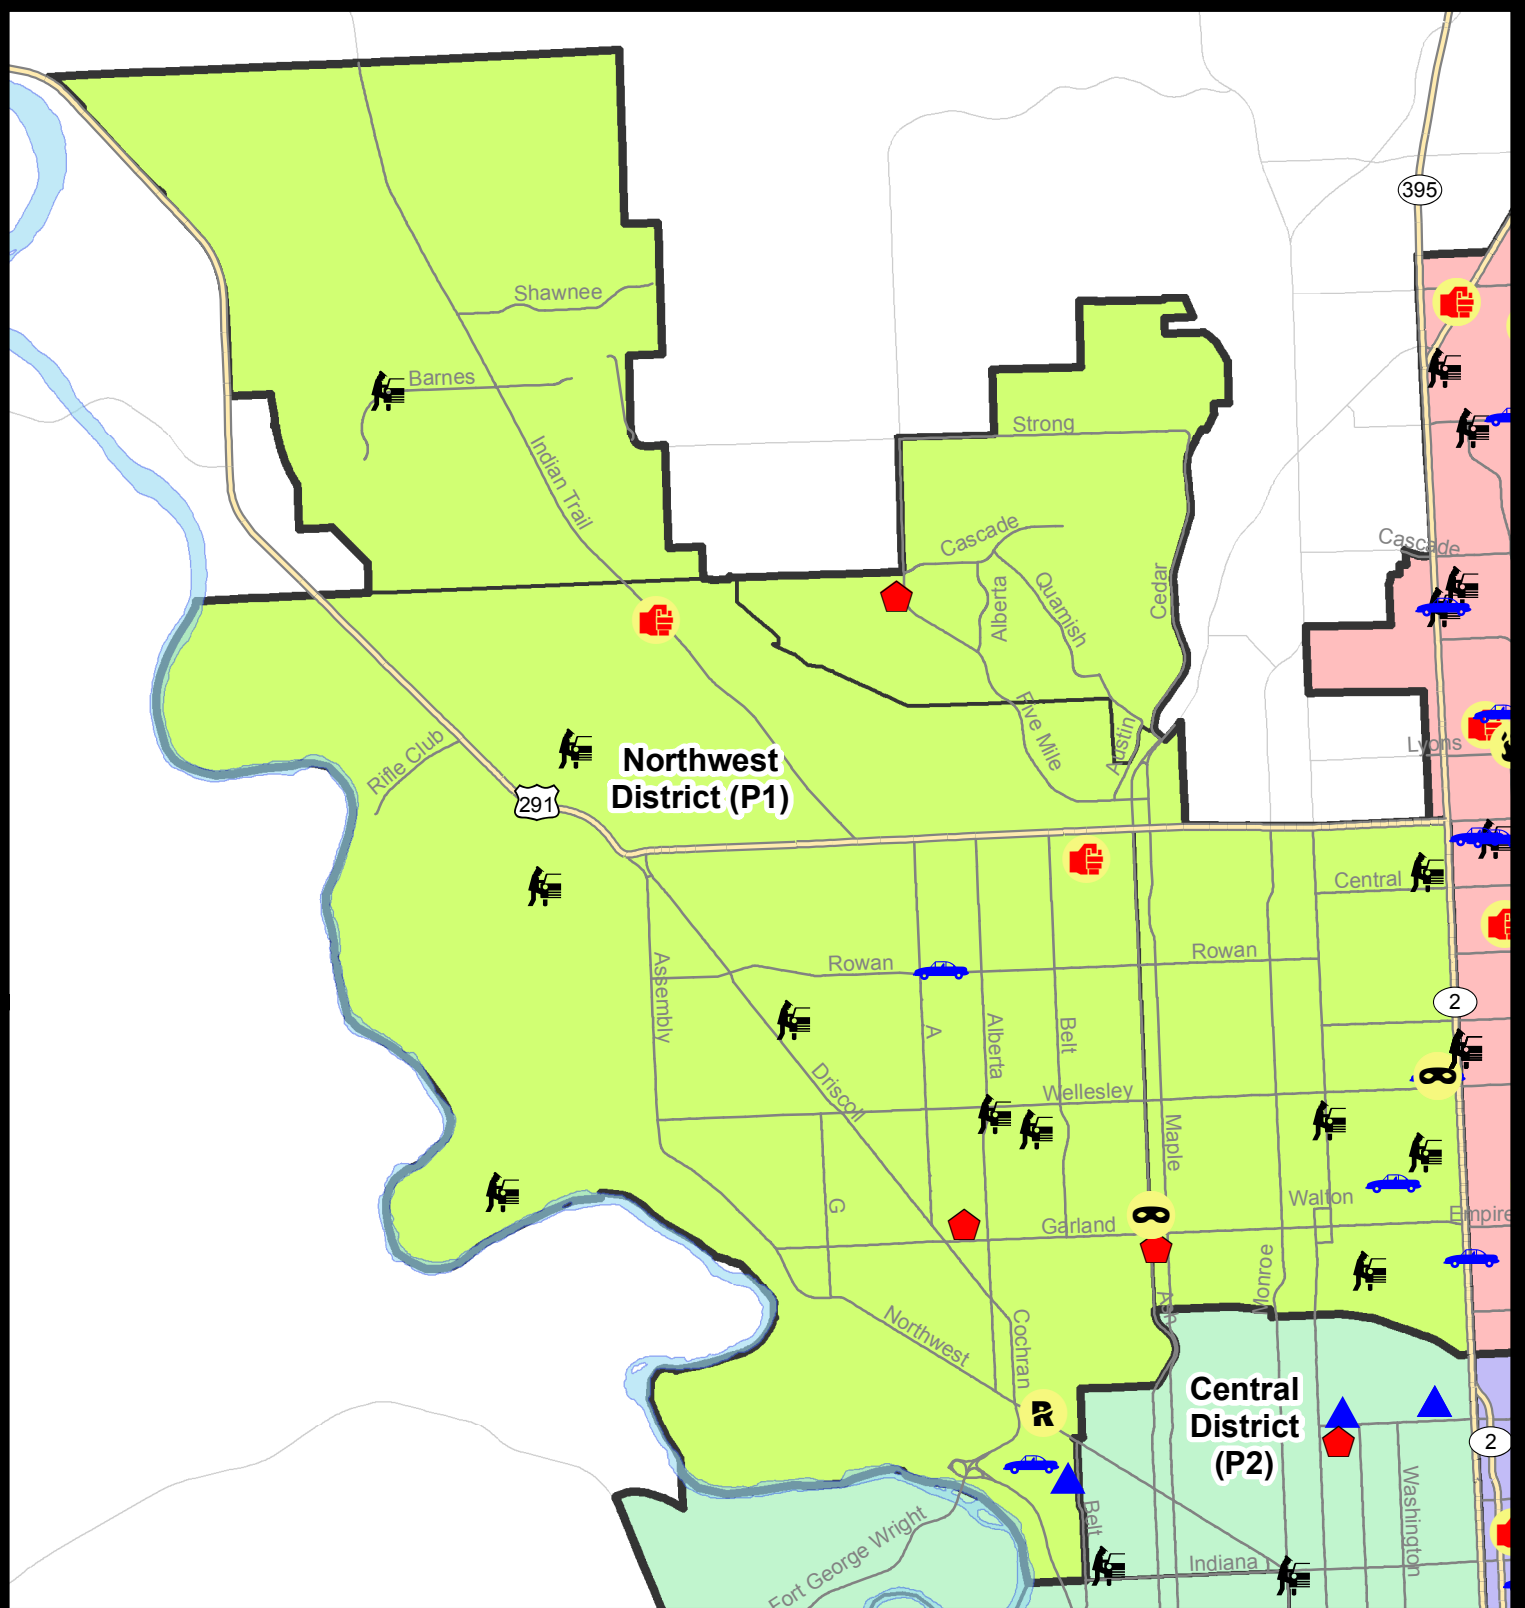 395
Shawnee
Barnes
Strong
Indian Trail
Cascade
Cascade
Alberta
Quamish
Cedar
Five Mile
Austin
Rifle Club
Northwest
District (P1)
Lyons
291
Central
Rowan
Rowan
Assembly
2
A
Alberta
Belt
Driscoll
Wellesley
Maple
G
Garland
Walton
Empire
Monroe
Ash
Northwest
Cochran
Central
District
(P2)
R
2
Washington
Belt
Fort George Wright
Indiana